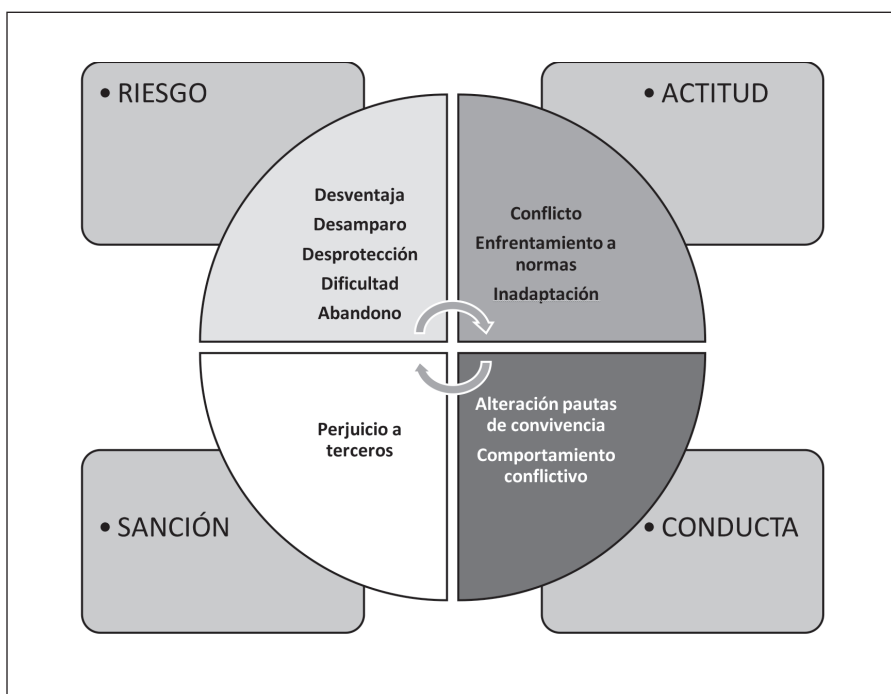 • RIESGO
Desventaja
Desamparo
Desprotección
Dificultad
Abandono
• ACTITUD
Conflicto
Enfrentamiento a
normas
Inadaptación
• SANCIÓN
Perjuicio a
terceros
• CONDUCTA
Alteración pautas
de convivencia
Comportamiento
conflictivo